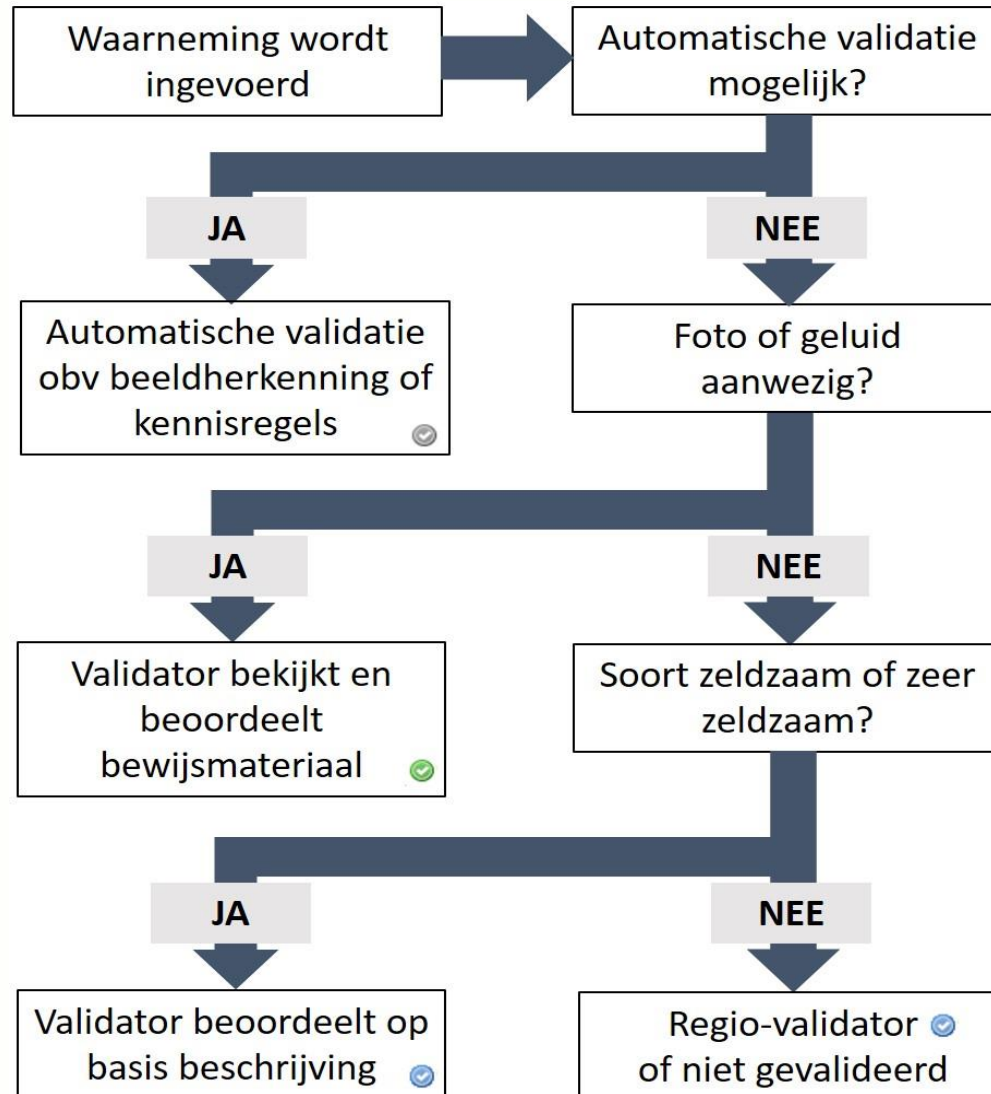 Waarneming wordt
ingevoerd
Automatische validatie
mogelijk?
JA
NEE
Automatische validatie
obv beeldherkenning of
kennisregels
Foto of geluid
aanwezig?
JA
NEE
Validator bekijkt en
beoordeelt
bewijsmateriaal
Soort zeldzaam of zeer
zeldzaam?
JA
NEE
Validator beoordeelt op
basis beschrijving
Regio-validator
of niet gevalideerd